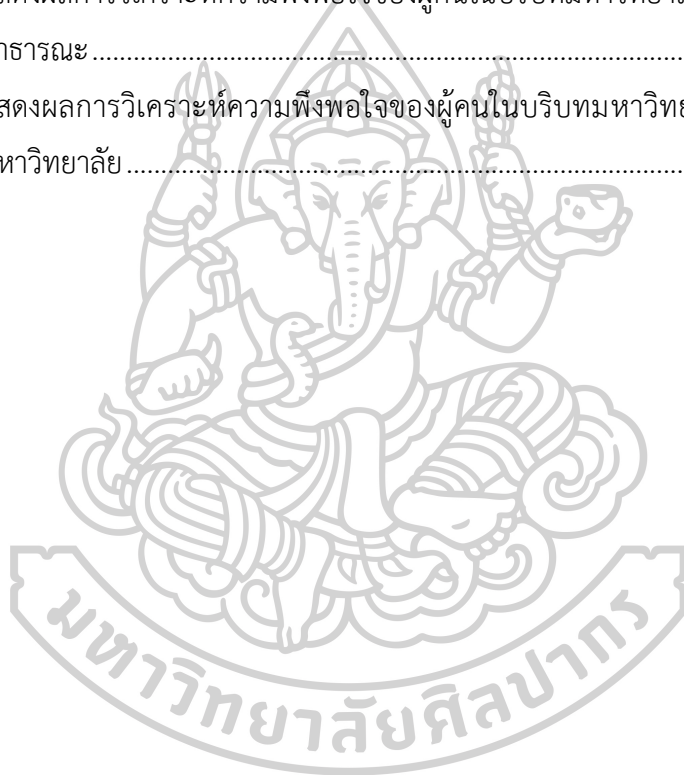 าธารณะ
สดงผลการวิเคราะห์ความพึงพอใจของผู้คนในบริบทมหาวิทย
หาวิทยาลัย
มหาวิทยาลัยศิลปากร